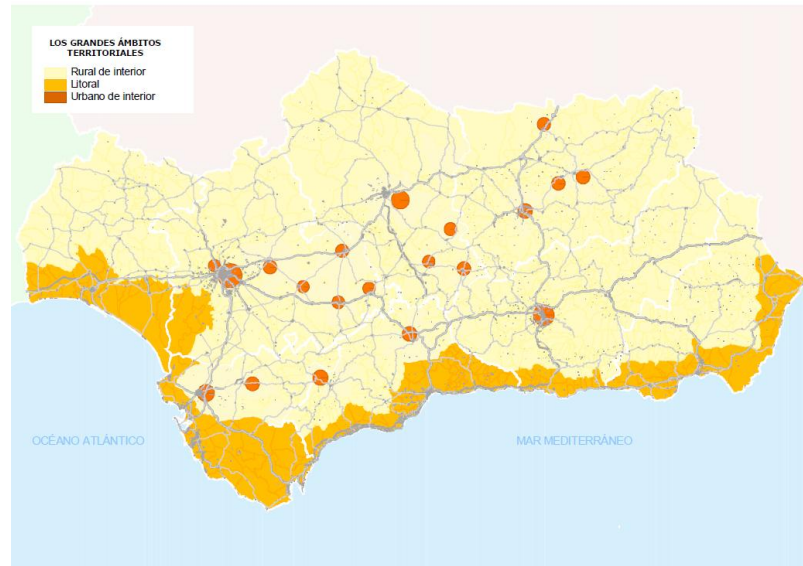 LOS GRANDES ÁMBITOS
TERRITORIALES
Rural de interior
Litoral
Urbano de interior
OCÉANO ATLÁNTICO
MAR MEDITERRÁNEO